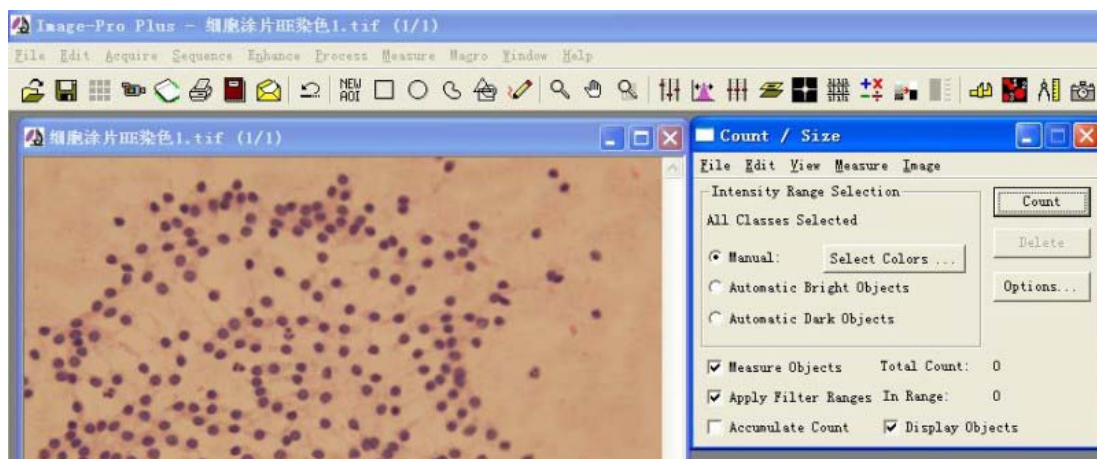 Image-Pro Plus - 细胞涂片HE染色1.tif (1/1)
File Edit Acquire Sequence Enhance Process Measure Macro Window Help
NEW AOI
细胞涂片HE染色1.tif (1/1)
Count / Size
File Edit View Measure Image
Intensity Range Selection
All Classes Selected
Count
Manual:
Select Colors ...
Delete
Automatic Bright Objects
Options...
Automatic Dark Objects
Measure Objects Total Count: 0
Apply Filter Ranges In Range: 0
Accumulate Count Display Objects